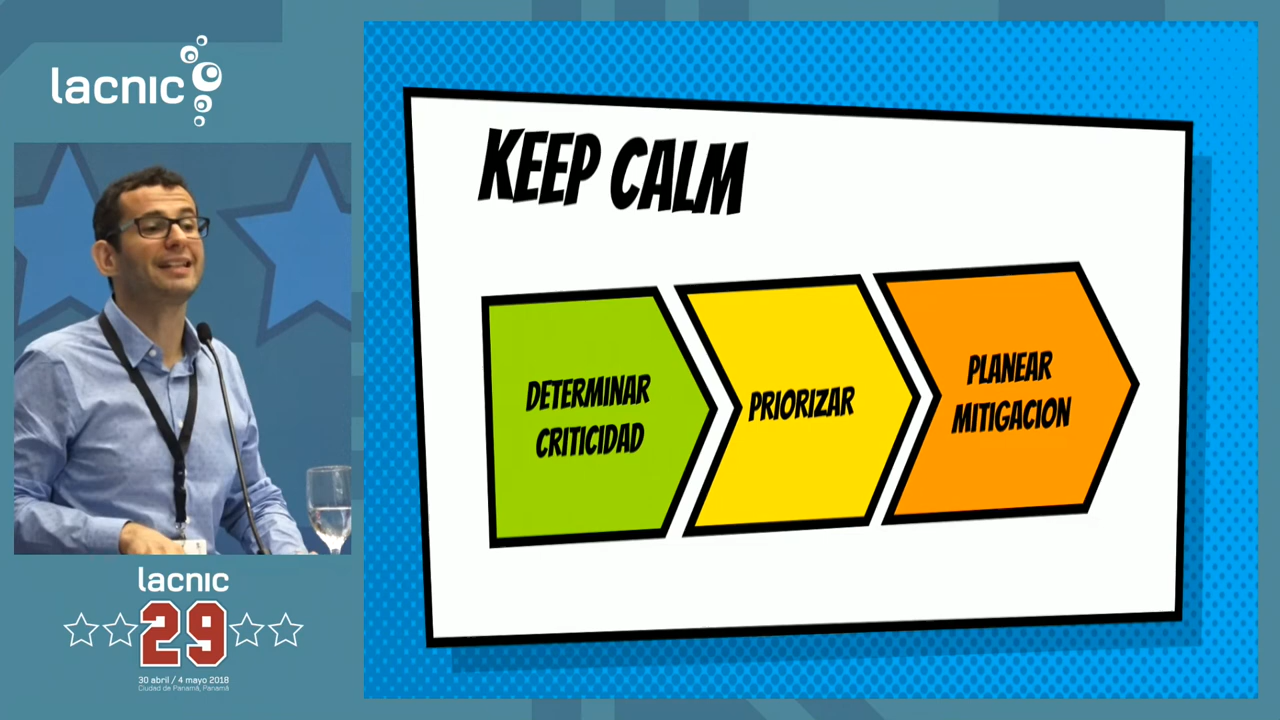 lacnic
KEEP CALM
DETERMINAR
CRITICIDAD
PRIORIZAR
PLANEAR
MITIGACION
lacnic
29
30 abril / 4 mayo 2018
Ciudad de Panamá, Panamá